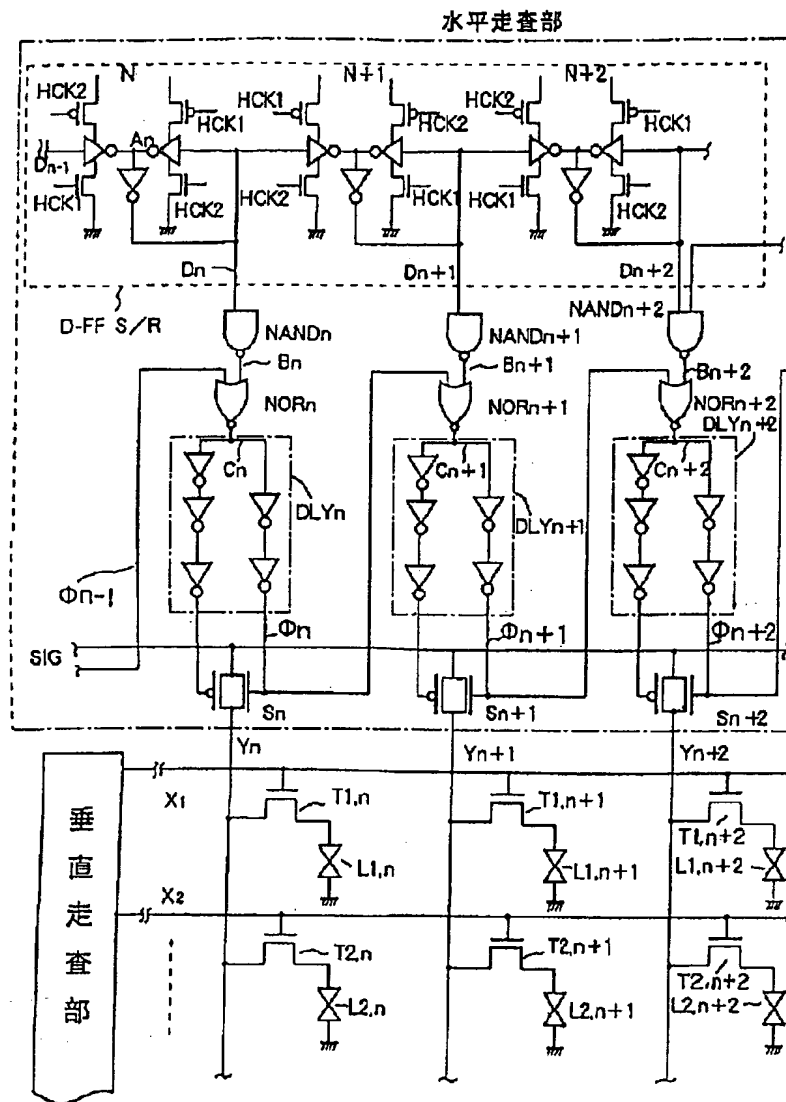 水平走査部
N
N+1
N+2
HCK2
HCK1
HCK1
HCK2
HCK2
HCK1
An
Dn-1
HCK1
HCK2
HCK2
HCK1
HCK1
HCK2
Dn
Dn+1
Dn+2
D-FF S/R
NANDn
NANDn+1
NANDn+2
Bn
Bn+1
Bn+2
NORn
NORn+1
NORn+2
DLYn+2
Cn
Cn+1
Cn+2
DLYn
DLYn+1
Φn-1
Φn
Φn+1
Φn+2
SIG
Sn
Sn+1
Sn+2
Yn
Yn+1
Yn+2
X1
T1,n
T1,n+1
T1,n+2
L1,n
L1,n+1
L1,n+2
X2
T2,n
T2,n+1
T2,n+2
L2,n
L2,n+1
L2,n+2
垂直走査部